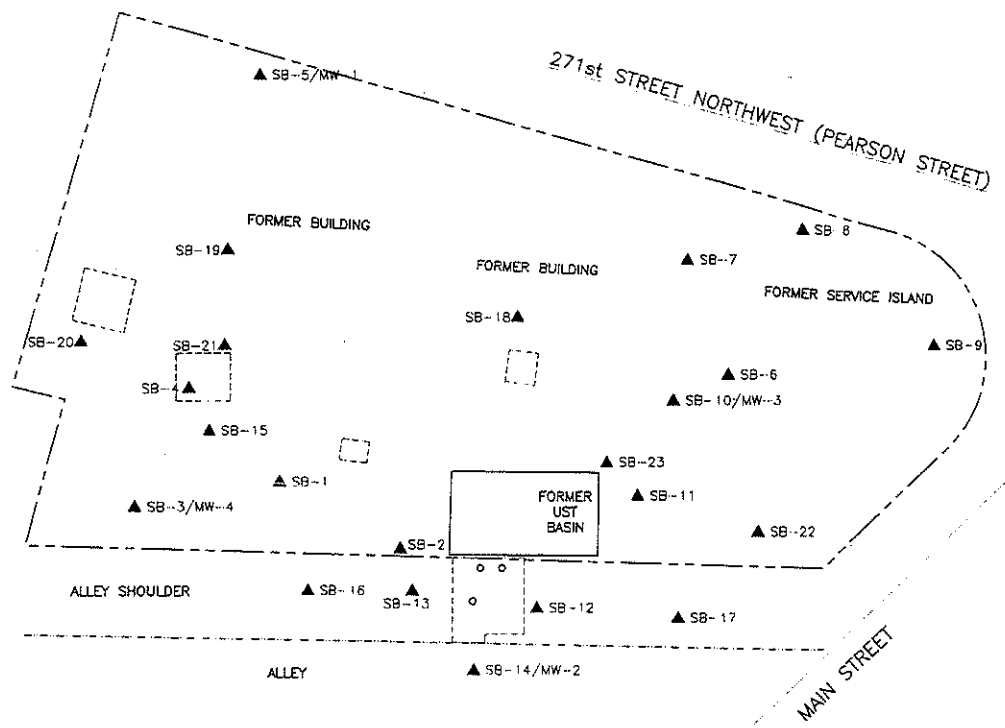 SB-5/MW-1
271st STREET NORTHWEST (PEARSON STREET)
SB-8
FORMER BUILDING
SB-19
SB-7
FORMER BUILDING
FORMER SERVICE ISLAND
SB-18
SB-20
SB-21
SB-9
SB-4
SB-6
SB-10/MW-3
SB-15
SB-23
SB-1
FORMER
UST
BASIN
SB-11
SB-3/MW-4
SB-22
SB-2
ALLEY SHOULDER
SB-16
SB-13
SB-12
SB-17
ALLEY
SB-14/MW-2
MAIN STREET